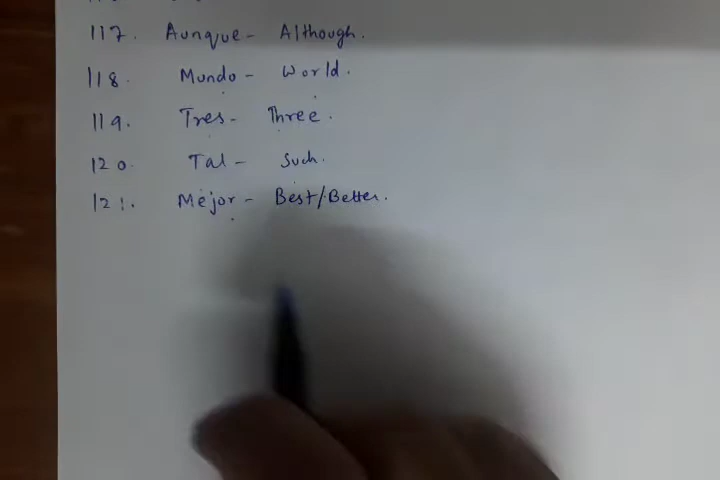 117. Aunque - Although.
118. Mundo - World.
119. Tres - Three.
120. Tal - Such.
121. Mejor - Best/Better.